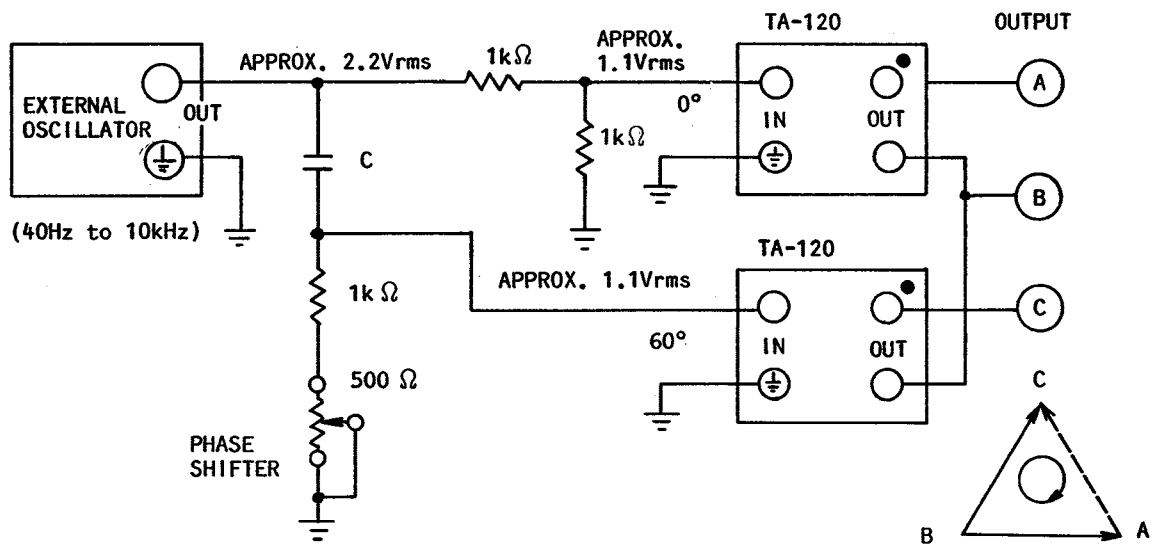 TA-120
OUTPUT
APPROX. 2.2Vrms
1kΩ
APPROX.
1.1Vrms
0°
EXTERNAL
OSCILLATOR
OUT
IN
OUT
A
C
1kΩ
B
(40Hz to 10kHz)
TA-120
APPROX. 1.1Vrms
1kΩ
60°
IN
OUT
C
500 Ω
PHASE
SHIFTER
C
B
A